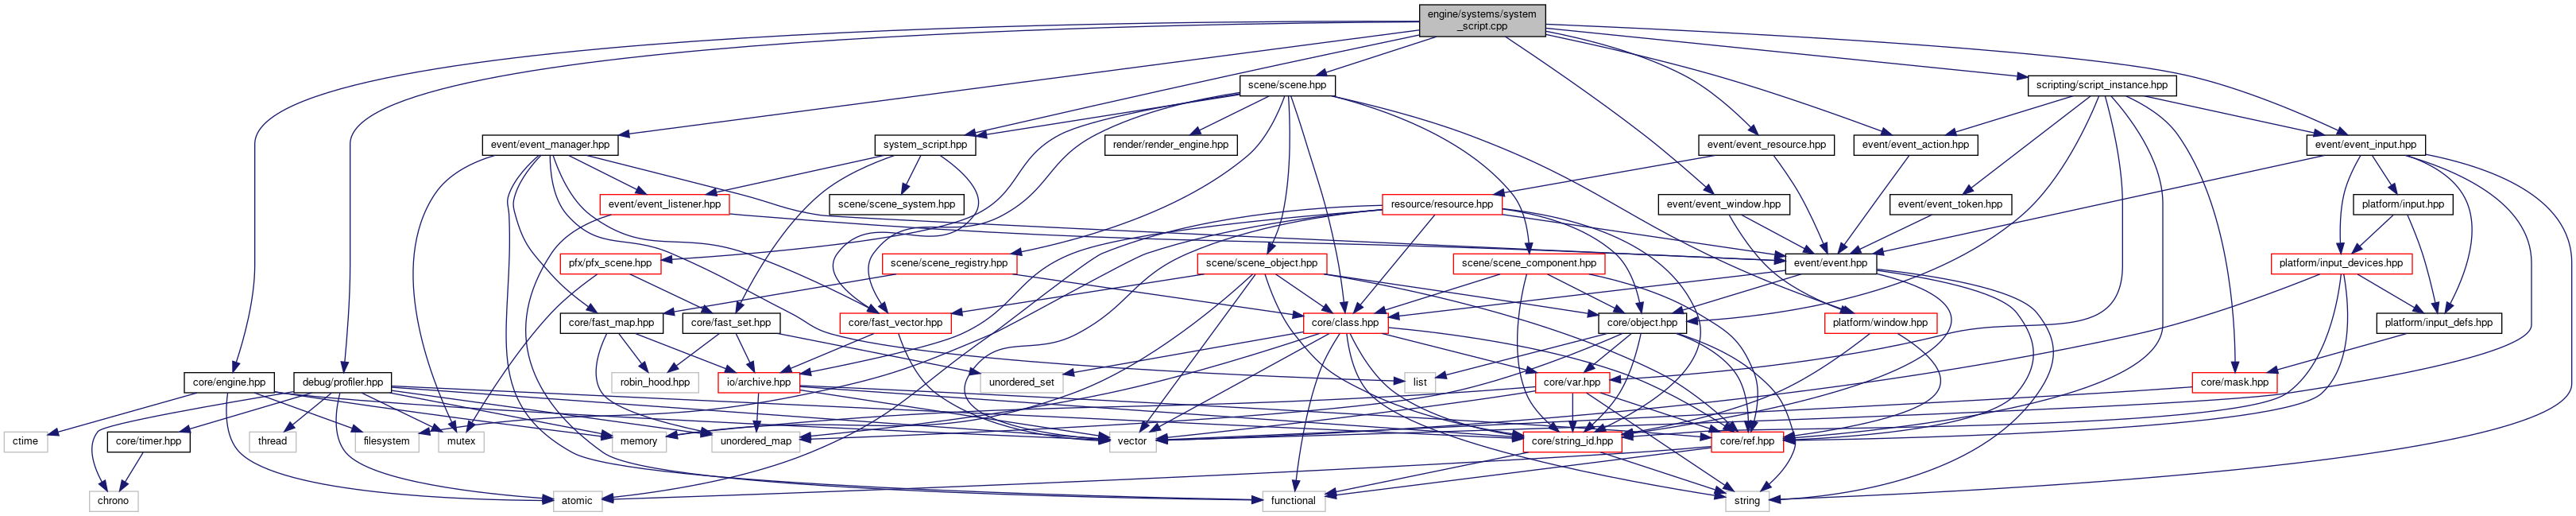 engine/systems/system
_script.cpp
scene/scene.hpp
scripting/script_instance.hpp
event/event_manager.hpp
system_script.hpp
render/render_engine.hpp
event/event_resource.hpp
event/event_action.hpp
event/event_input.hpp
event/event_listener.hpp
scene/scene_system.hpp
resource/resource.hpp
event/event_window.hpp
event/event_token.hpp
platform/input.hpp
pfx/pfx_scene.hpp
scene/scene_registry.hpp
scene/scene_object.hpp
scene/scene_component.hpp
event/event.hpp
platform/input_devices.hpp
core/fast_map.hpp
core/fast_set.hpp
core/fast_vector.hpp
core/class.hpp
core/object.hpp
platform/window.hpp
platform/input_defs.hpp
core/engine.hpp
debug/profiler.hpp
robin_hood.hpp
io/archive.hpp
unordered_set
list
core/var.hpp
core/mask.hpp
ctime
core/timer.hpp
thread
filesystem
mutex
memory
unordered_map
vector
core/string_id.hpp
core/ref.hpp
chrono
atomic
functional
string